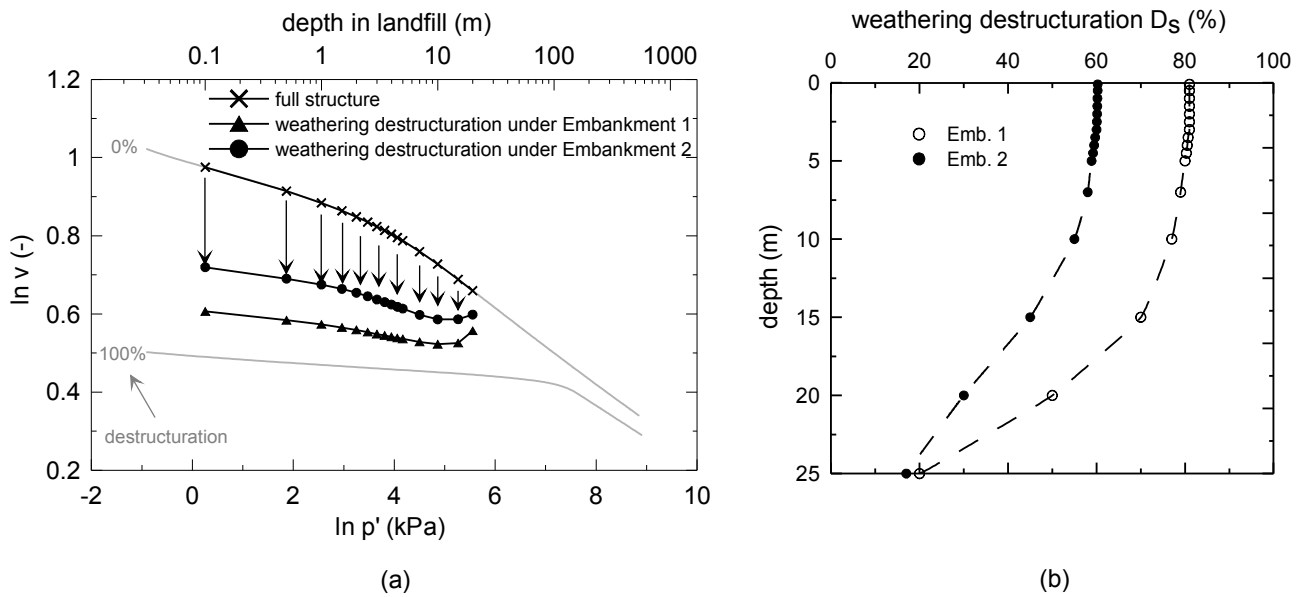 depth in landfill (m)
0.1 1 10 100 1000
1.2
1
0.8
0.6
0.4
0.2
ln v (-)
full structure
weathering destructuration under Embankment 1
weathering destructuration under Embankment 2
0%
100%
destructuration
-2 0 2 4 6 8 10
ln p' (kPa)
(a)
weathering destructuration DS (%)
0 20 40 60 80 100
0
5
10
15
20
25
depth (m)
Emb. 1
Emb. 2
(b)